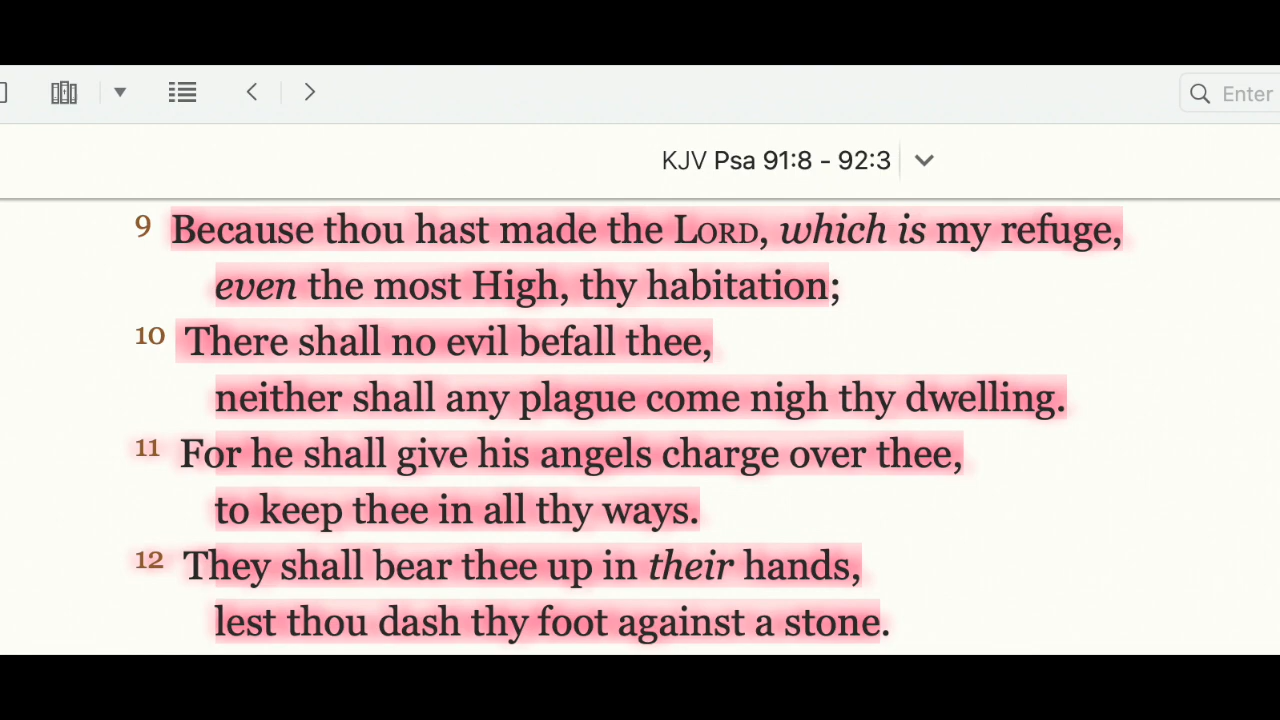 Enter
KJV Psa 91:8 - 92:3
9 Because thou hast made the LORD, which is my refuge,
even the most High, thy habitation;
10 There shall no evil befall thee,
neither shall any plague come nigh thy dwelling.
11 For he shall give his angels charge over thee,
to keep thee in all thy ways.
12 They shall bear thee up in their hands,
lest thou dash thy foot against a stone.